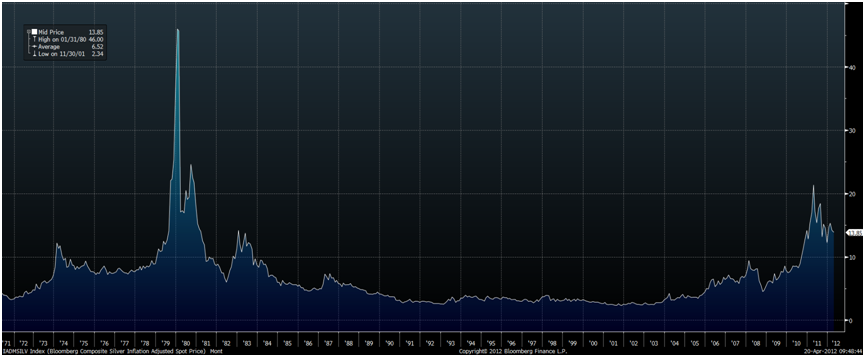 Mid Price 13.85
High on 01/31/80 46.00
Average 6.52
Low on 11/30/01 2.34
40
30
20
13.85
10
0
'71 '72 '73 '74 '75 '76 '77 '78 '79 '80 '81 '82 '83 '84 '85 '86 '87 '88 '89 '90 '91 '92 '93 '94 '95 '96 '97 '98 '99 '00 '01 '02 '03 '04 '05 '06 '07 '08 '09 '10 '11 '12
IADMSILV Index (Bloomberg Composite Silver Inflation Adjusted Spot Price) Mont Copyright© 2012 Bloomberg Finance L.P. 20-Apr-2012 09:48:44